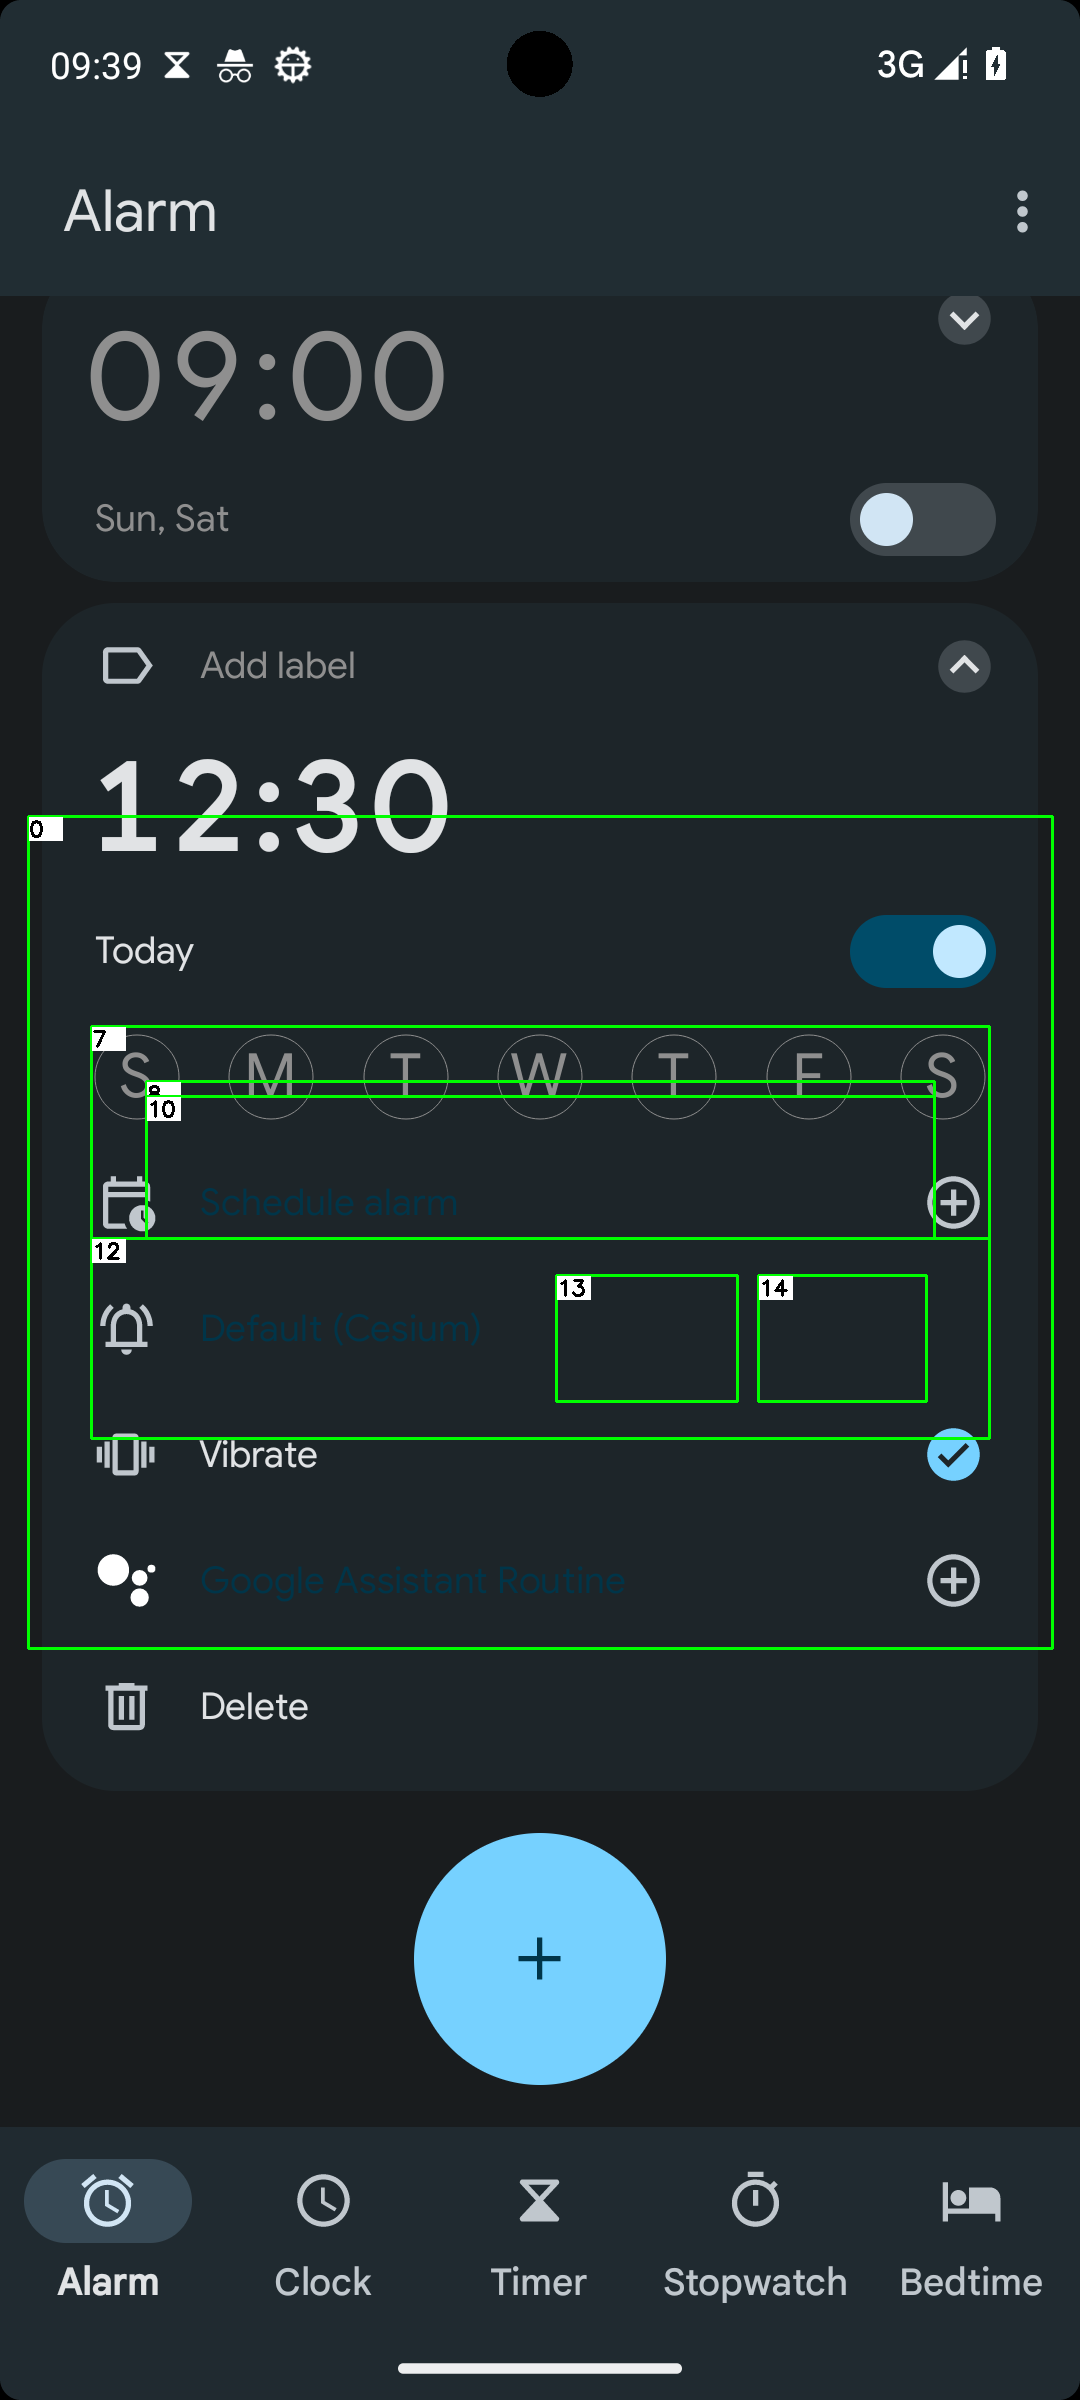 09:39
3G
Alarm
09:00
Sun, Sat
Add label
12:30
0
Today
7
S M T W T F S
10
Schedule alarm
12
13
14
Default (Cesium)
Vibrate
Google Assistant Routine
Delete
Alarm
Clock
Timer
Stopwatch
Bedtime